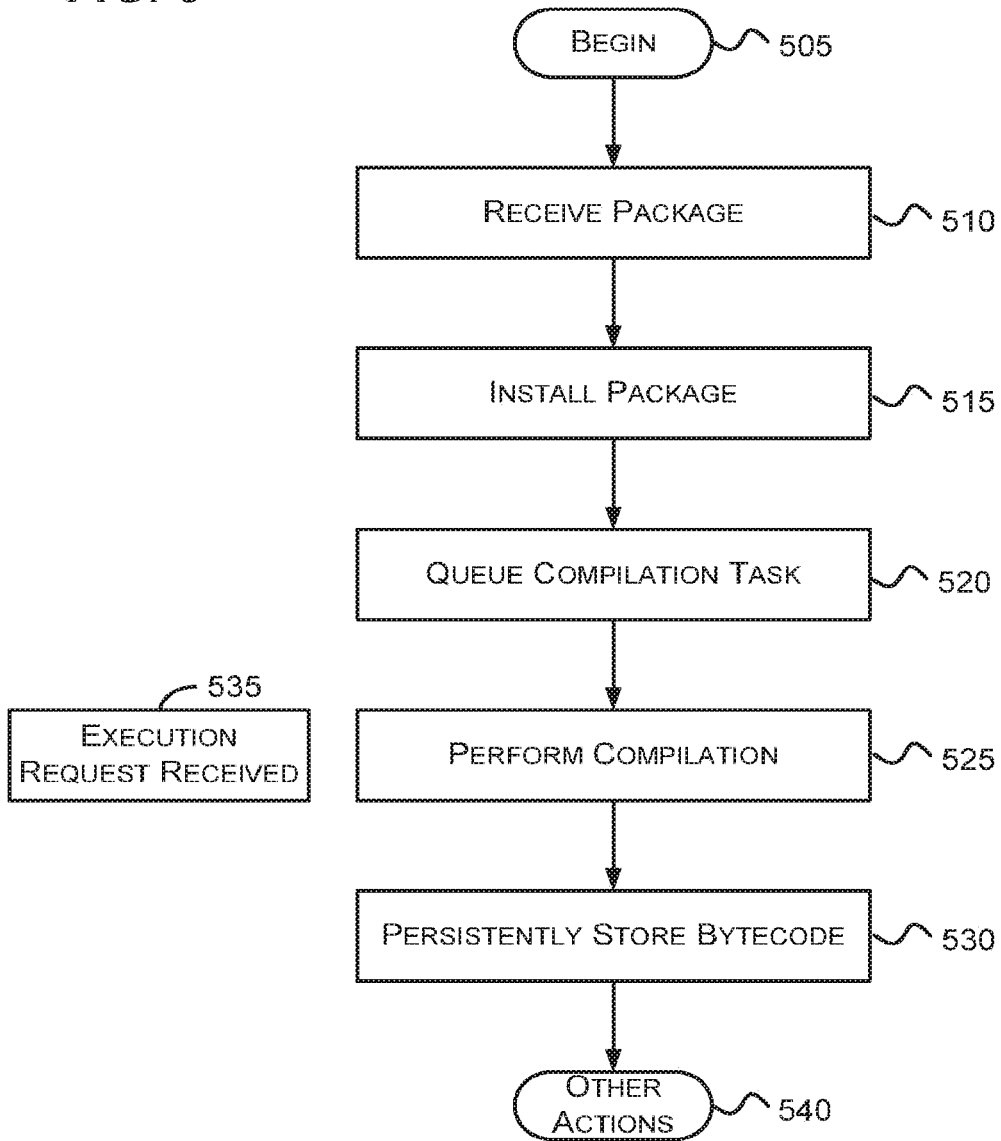 BEGIN
505
RECEIVE PACKAGE
510
INSTALL PACKAGE
515
QUEUE COMPILATION TASK
520
535
EXECUTION
REQUEST RECEIVED
PERFORM COMPILATION
525
PERSISTENTLY STORE BYTECODE
530
OTHER
ACTIONS
540